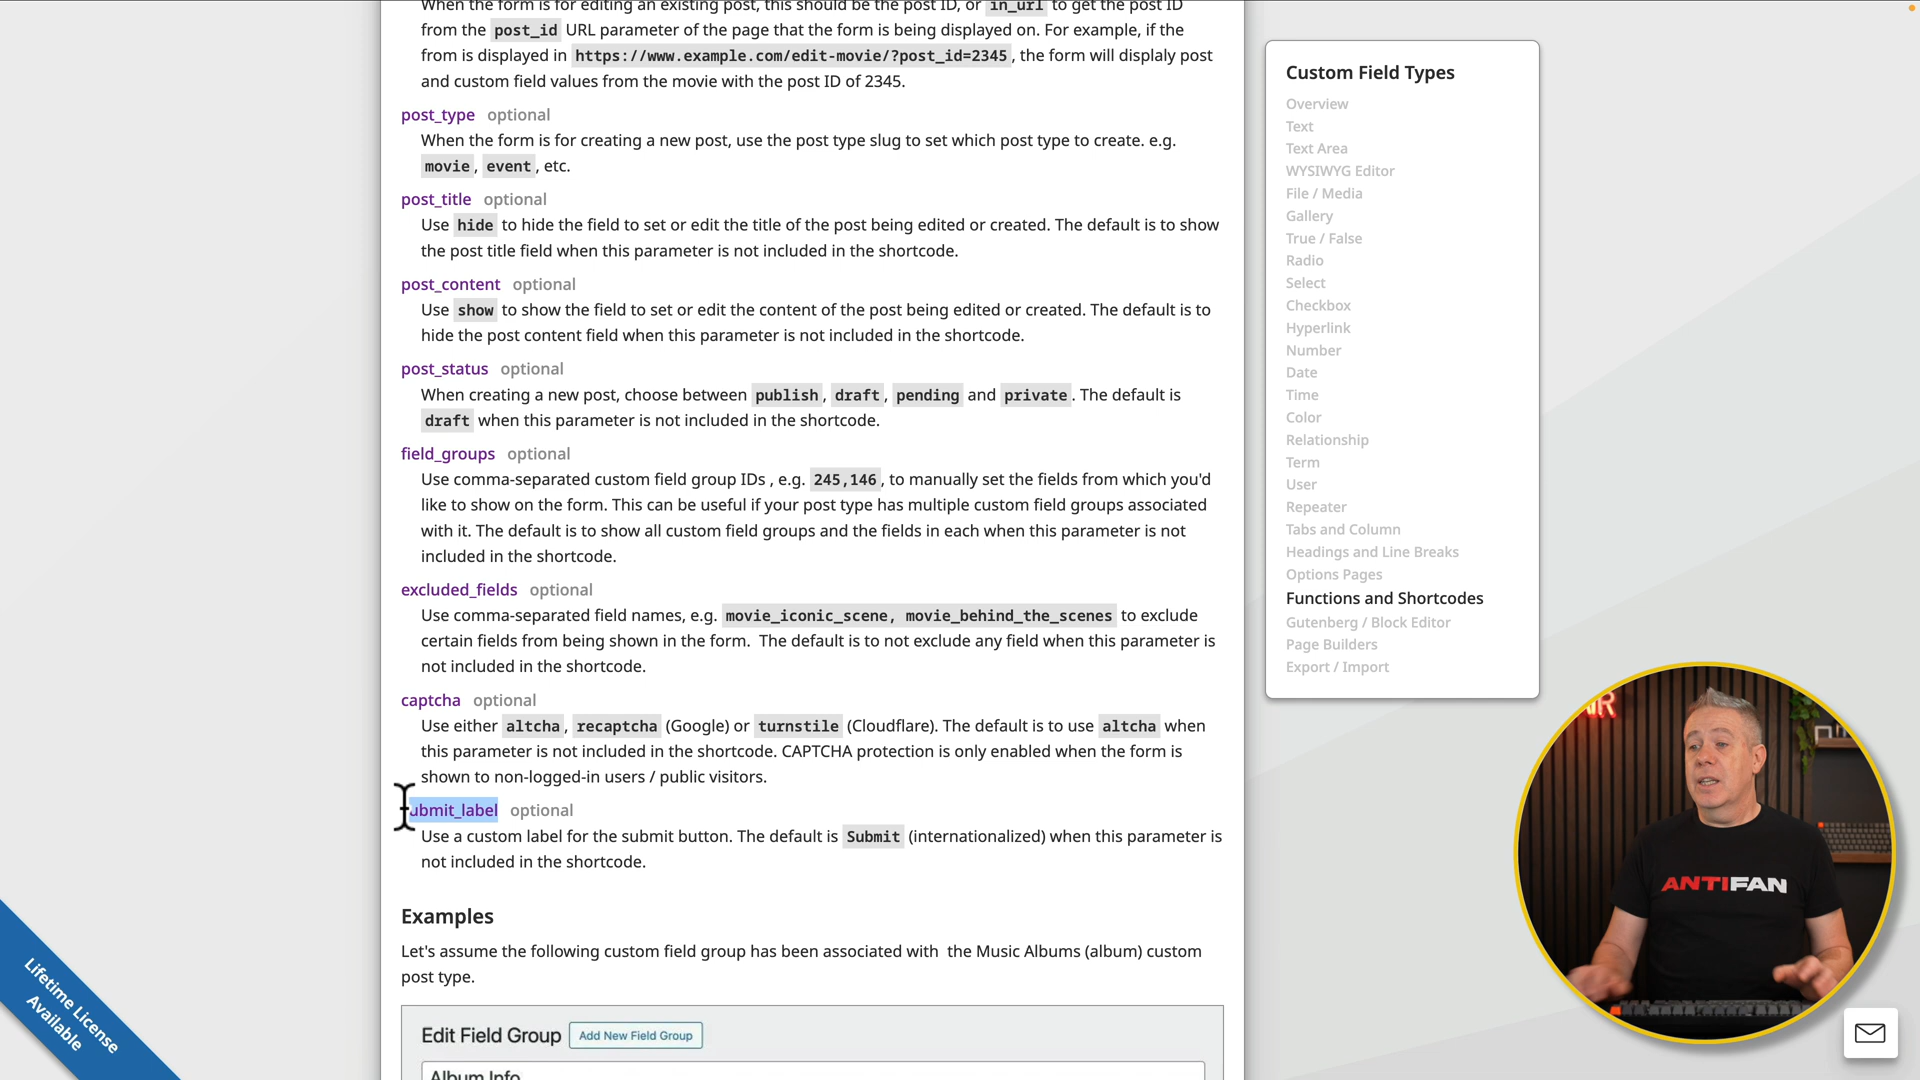 When the form is for editing an existing post, this should be the post ID, or in_url to get the post ID
from the post_id URL parameter of the page that the form is being displayed on. For example, if the
from is displayed in https://www.example.com/edit-movie/?post_id=2345 , the form will displaly post
and custom field values from the movie with the post ID of 2345.
post_type optional
When the form is for creating a new post, use the post type slug to set which post type to create. e.g.
movie , event , etc.
post_title optional
Use hide to hide the field to set or edit the title of the post being edited or created. The default is to show
the post title field when this parameter is not included in the shortcode.
post_content optional
Use show to show the field to set or edit the content of the post being edited or created. The default is to
hide the post content field when this parameter is not included in the shortcode.
post_status optional
When creating a new post, choose between publish , draft , pending and private . The default is
draft when this parameter is not included in the shortcode.
field_groups optional
Use comma-separated custom field group IDs , e.g. 245,146 , to manually set the fields from which you'd
like to show on the form. This can be useful if your post type has multiple custom field groups associated
with it. The default is to show all custom field groups and the fields in each when this parameter is not
included in the shortcode.
excluded_fields optional
Use comma-separated field names, e.g. movie_iconic_scene, movie_behind_the_scenes to exclude
certain fields from being shown in the form. The default is to not exclude any field when this parameter is
not included in the shortcode.
captcha optional
Use either altcha , recaptcha (Google) or turnstile (Cloudflare). The default is to use altcha when
this parameter is not included in the shortcode. CAPTCHA protection is only enabled when the form is
shown to non-logged-in users / public visitors.
ubmit_label optional
Use a custom label for the submit button. The default is Submit (internationalized) when this parameter is
not included in the shortcode.
Examples
Let's assume the following custom field group has been associated with the Music Albums (album) custom
post type.
Edit Field Group Add New Field Group
Album Info
Custom Field Types
Overview
Text
Text Area
WYSIWYG Editor
File / Media
Gallery
True / False
Radio
Select
Checkbox
Hyperlink
Number
Date
Time
Color
Relationship
Term
User
Repeater
Tabs and Column
Headings and Line Breaks
Options Pages
Functions and Shortcodes
Gutenberg / Block Editor
Page Builders
Export / Import
Lifetime License
Available
ANTIFAN